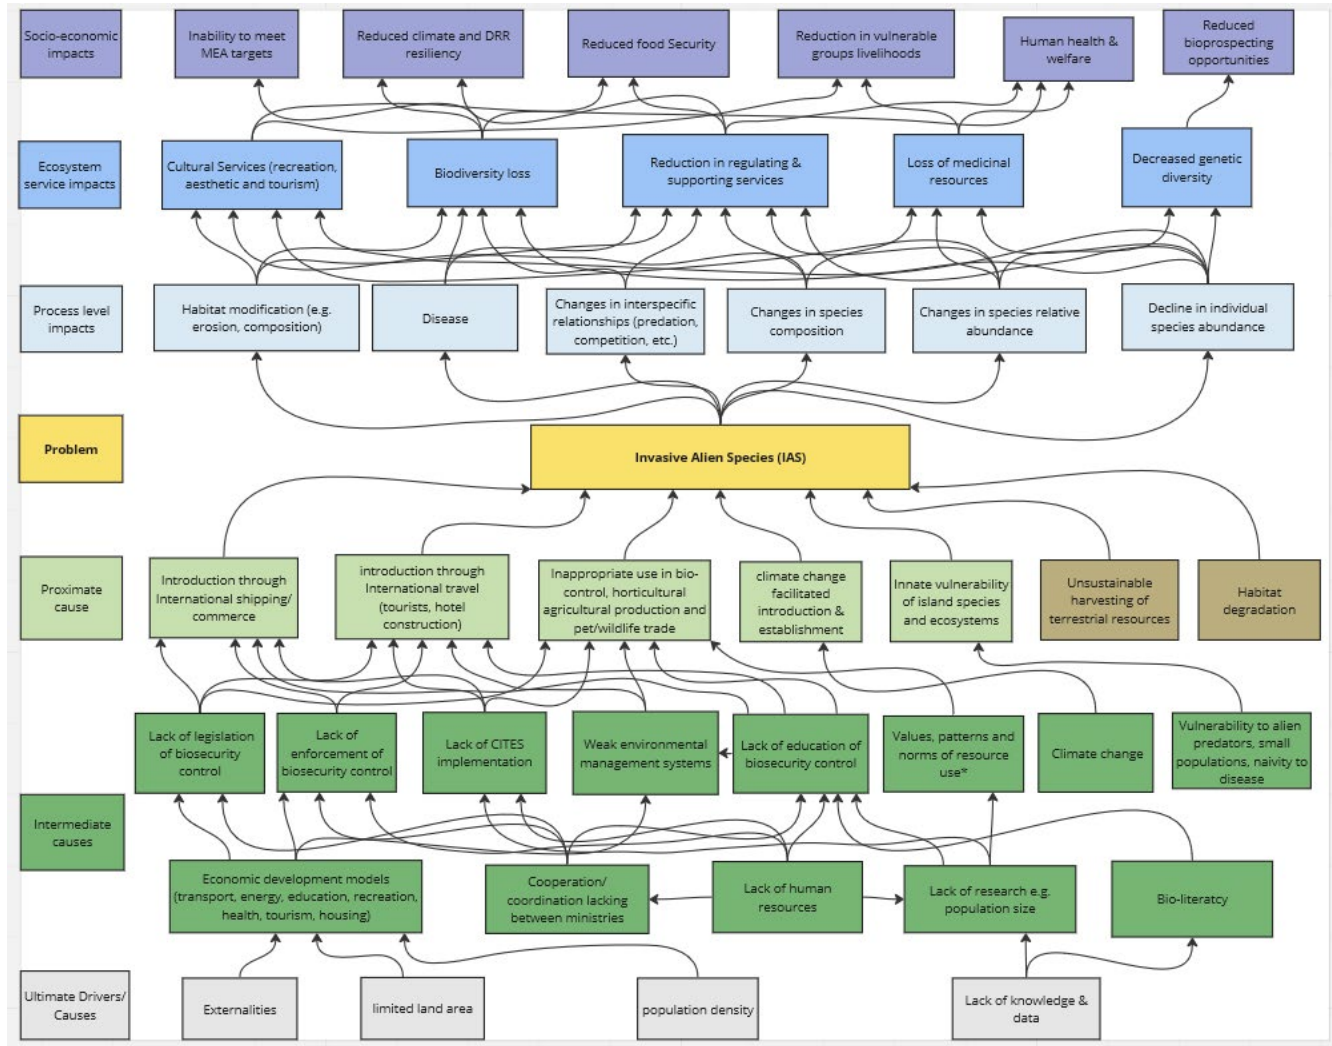 Socio-economic
impacts
Inability to meet
MEA targets
Reduced climate and DRR
resiliency
Reduced food Security
Reduction in vulnerable
groups livelihoods
Human health &
welfare
Reduced
bioprospecting
opportunities
Ecosystem
service impacts
Cultural Services (recreation,
aesthetic and tourism)
Biodiversity loss
Reduction in regulating &
supporting services
Loss of medicinal
resources
Decreased genetic
diversity
Process level
impacts
Habitat modification (e.g.
erosion, composition)
Disease
Changes in interspecific
relationships (predation,
competition, etc.)
Changes in species
composition
Changes in species relative
abundance
Decline in individual
species abundance
Problem
Invasive Alien Species (IAS)
Proximate
cause
Introduction through
International shipping/
commerce
introduction through
International travel
(tourists, hotel
construction)
Inappropriate use in bio-
control, horticultural
agricultural production and
pet/wildlife trade
climate change
facilitated
introduction &
establishment
Innate vulnerability
of island species
and ecosystems
Unsustainable
harvesting of
terrestrial resources
Habitat
degradation
Lack of legislation
of biosecurity
control
Lack of
enforcement of
biosecurity control
Lack of CITES
implementation
Weak environmental
management systems
Lack of education of
biosecurity control
Values, patterns and
norms of resource
use*
Climate change
Vulnerability to alien
predators, small
populations, naivity to
disease
Intermediate
causes
Economic development models
(transport, energy, education, recreation,
health, tourism, housing)
Cooperation/
coordination lacking
between ministries
Lack of human
resources
Lack of research e.g.
population size
Bio-literatcy
Ultimate Drivers/
Causes
Externalities
limited land area
population density
Lack of knowledge &
data